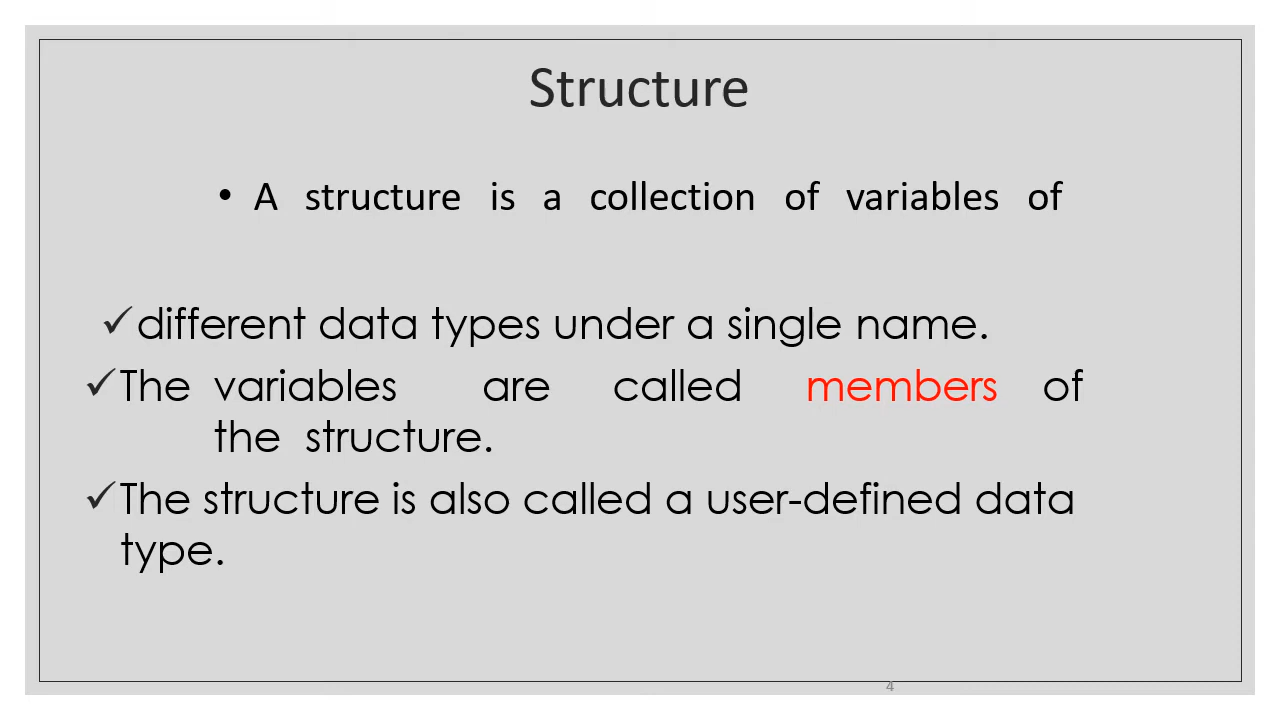 Structure
• A structure is a collection of variables of
✓different data types under a single name.
✓The variables are called members of
the structure.
✓The structure is also called a user-defined data
type.
4